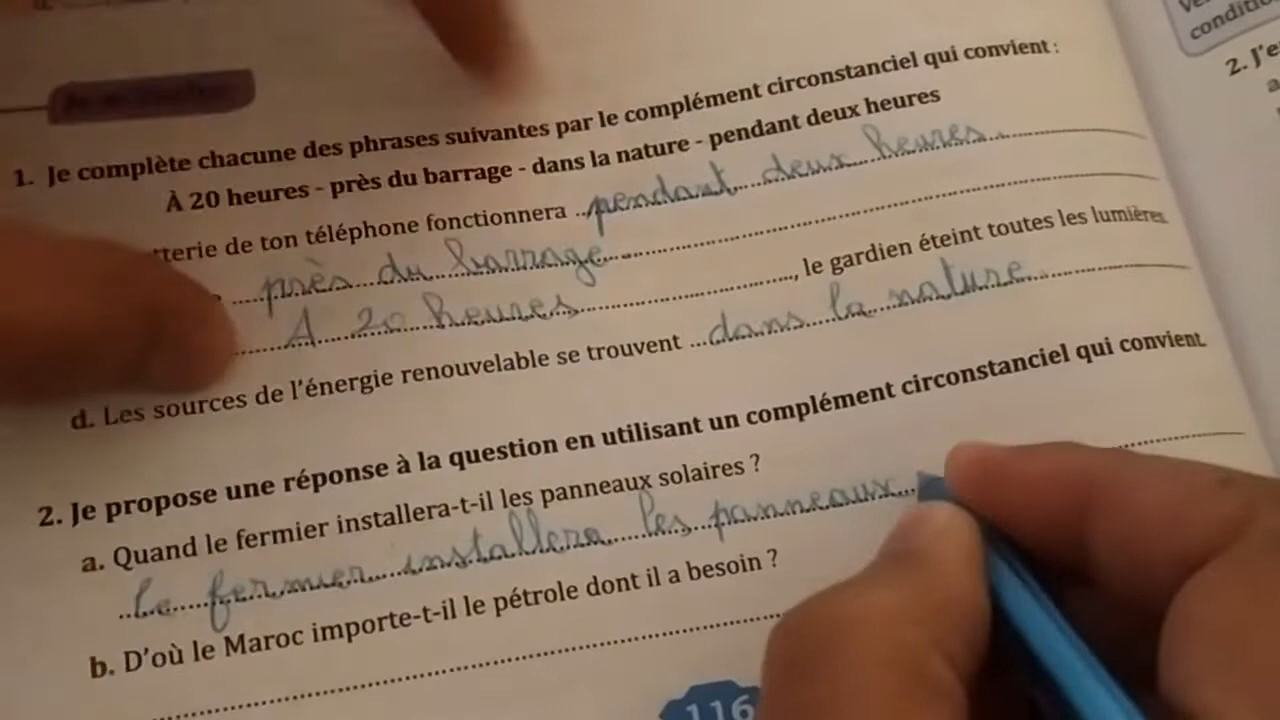 1. Je complète chacune des phrases suivantes par le complément circonstanciel qui convient :
À 20 heures - près du barrage - dans la nature - pendant deux heures
terie de ton téléphone fonctionnera pendant deux heures
près du barrage
A 20 heures, le gardien éteint toutes les lumières
d. Les sources de l'énergie renouvelable se trouvent dans la nature
2. Je propose une réponse à la question en utilisant un complément circonstanciel qui convient
a. Quand le fermier installera-t-il les panneaux solaires ?
Le fermier installera les panneaux
b. D'où le Maroc importe-t-il le pétrole dont il a besoin ?
116
conditio
2. J'e
a